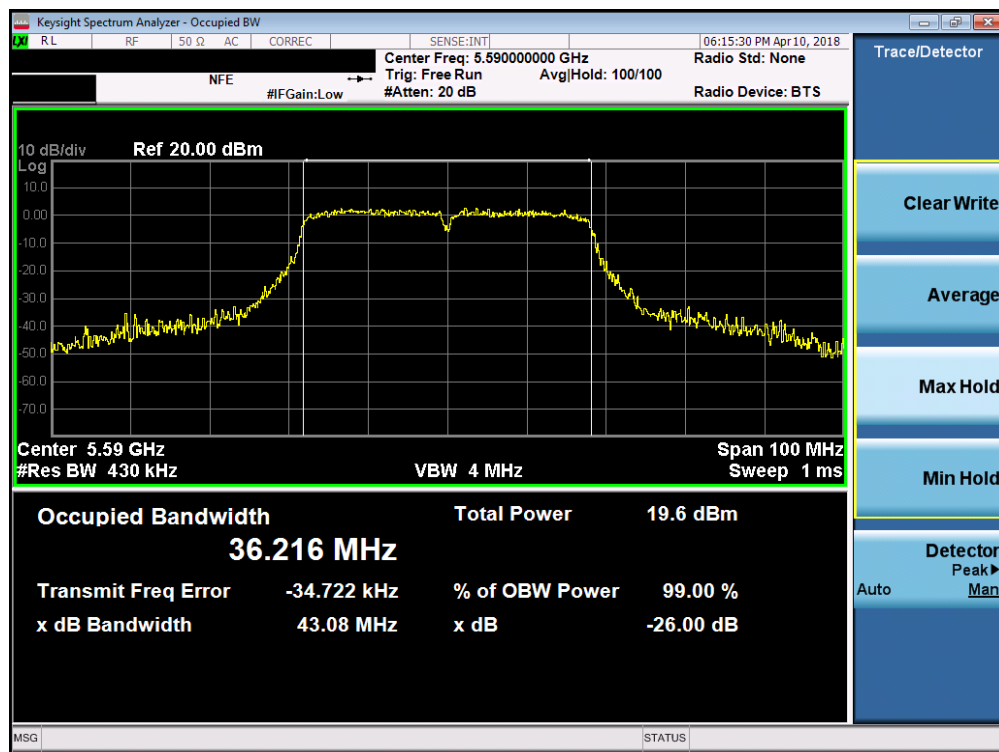 Keysight Spectrum Analyzer - Occupied BW
LXI RL RF 50 Ω AC CORREC SENSE:INT 06:15:30 PM Apr 10, 2018
Center Freq: 5.590000000 GHz Radio Std: None
NFE Trig: Free Run Avg|Hold: 100/100
#IFGain:Low #Atten: 20 dB Radio Device: BTS
10 dB/div Ref 20.00 dBm
Log
10.0
0.00
-10.0
-20.0
-30.0
-40.0
-50.0
-60.0
-70.0
Center 5.59 GHz Span 100 MHz
#Res BW 430 kHz VBW 4 MHz Sweep 1 ms
Occupied Bandwidth Total Power 19.6 dBm
36.216 MHz
Transmit Freq Error -34.722 kHz % of OBW Power 99.00 %
x dB Bandwidth 43.08 MHz x dB -26.00 dB
MSG STATUS
Trace/Detector
Clear Write
Average
Max Hold
Min Hold
Detector
Peak▶
Auto Man